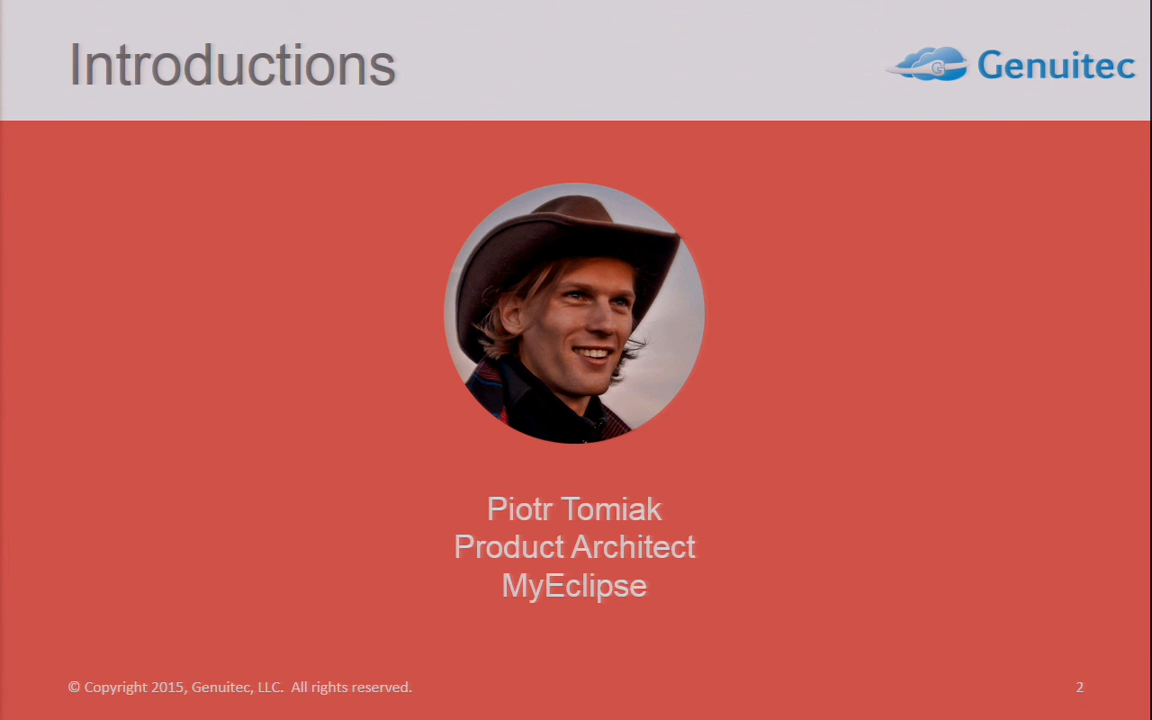 Introductions
Genuitec
Piotr Tomiak
Product Architect
MyEclipse
© Copyright 2015, Genuitec, LLC. All rights reserved.
2